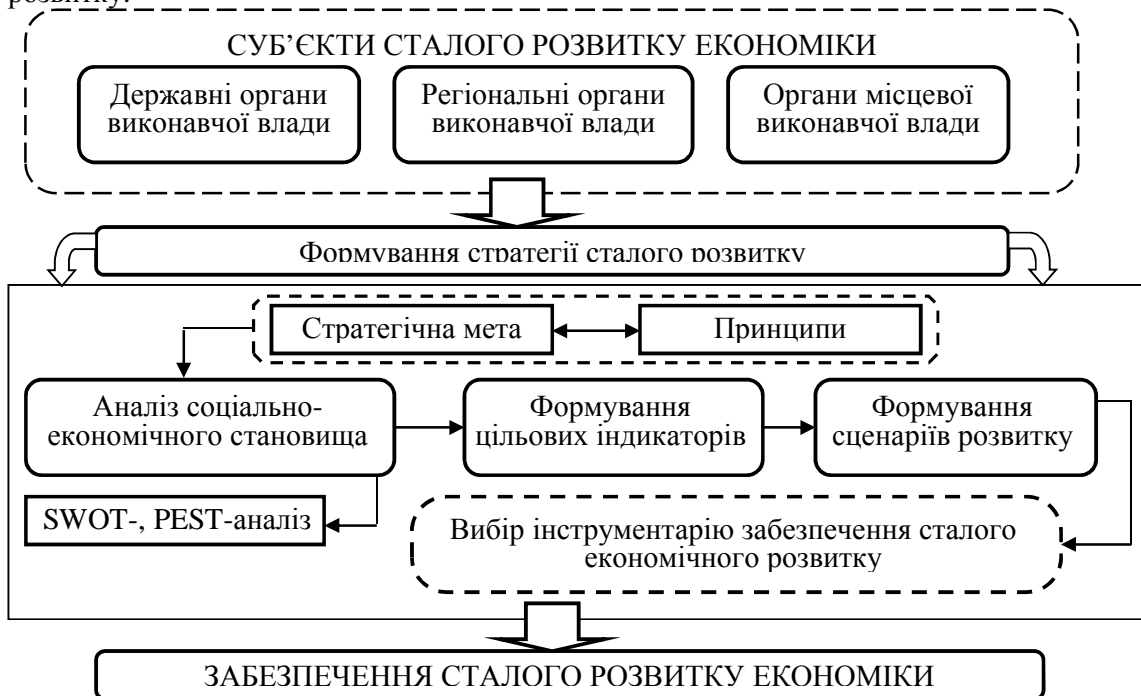 розвитку.
СУБ’ЄКТИ СТАЛОГО РОЗВИТКУ ЕКОНОМІКИ
Державні органи
виконавчої влади
Регіональні органи
виконавчої влади
Органи місцевої
виконавчої влади
Формування стратегії сталого розвитку
Стратегічна мета
Принципи
Аналіз соціально-
економічного становища
Формування
цільових індикаторів
Формування
сценаріїв розвитку
SWOT-, PEST-аналіз
Вибір інструментарію забезпечення сталого
економічного розвитку
ЗАБЕЗПЕЧЕННЯ СТАЛОГО РОЗВИТКУ ЕКОНОМІКИ